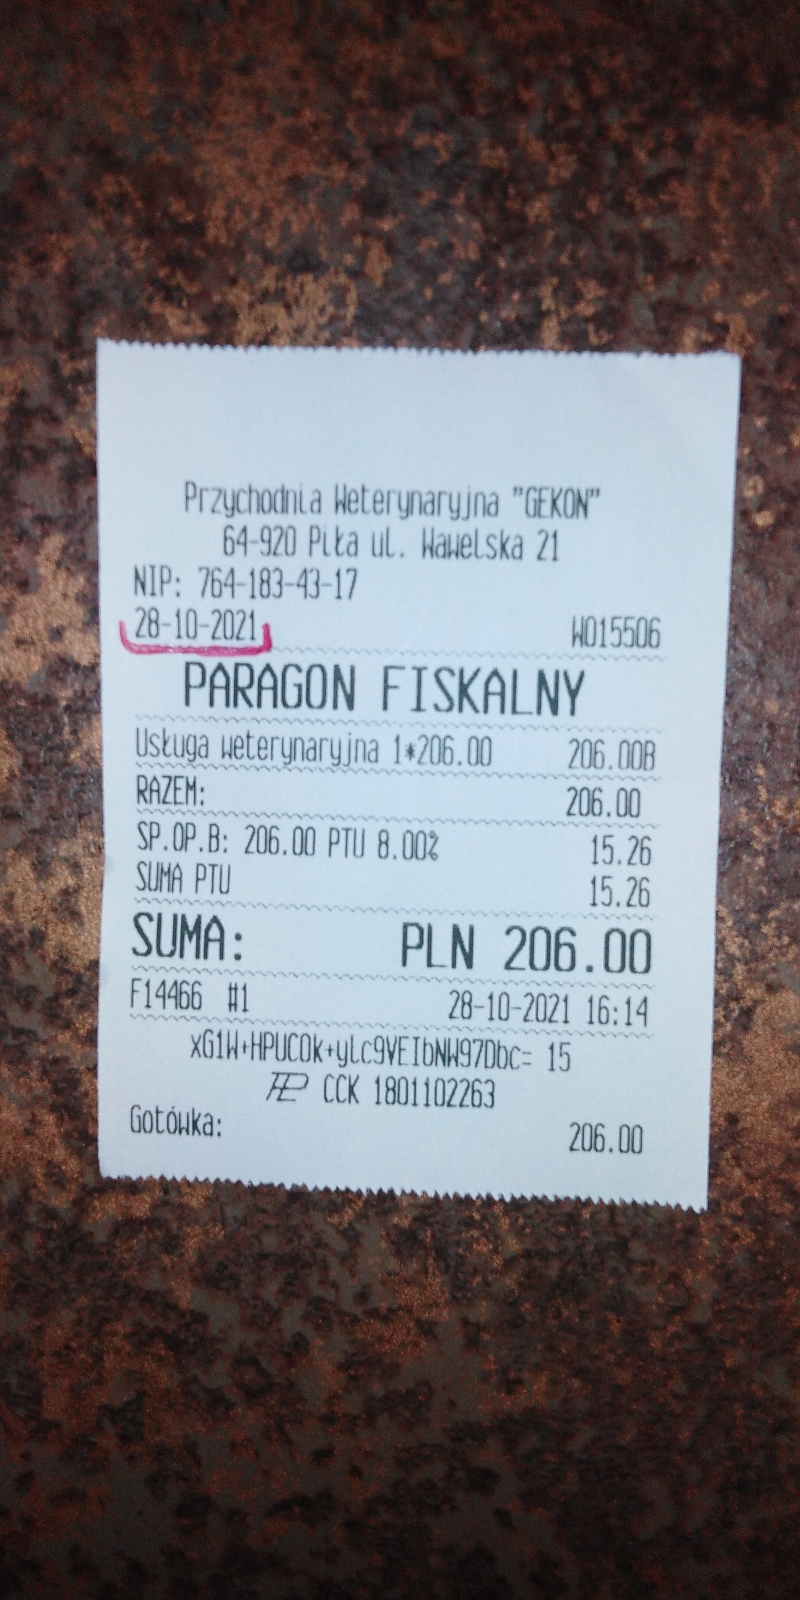 Przychodnia Weterynaryjna "GEKON"
64-920 Piła ul. Wawelska 21
NIP: 764-183-43-17
28-10-2021 W015506
PARAGON FISKALNY
Usługa weterynaryjna 1*206.00 206.00B
RAZEM: 206.00
SP.OP.B: 206.00 PTU 8.00% 15.26
SUMA PTU 15.26
SUMA: PLN 206.00
F14466 #1 28-10-2021 16:14
xG1W+HPUC0k+yLc9VEIbNW97Dbc= 15
CCK 1801102263
Gotówka: 206.00